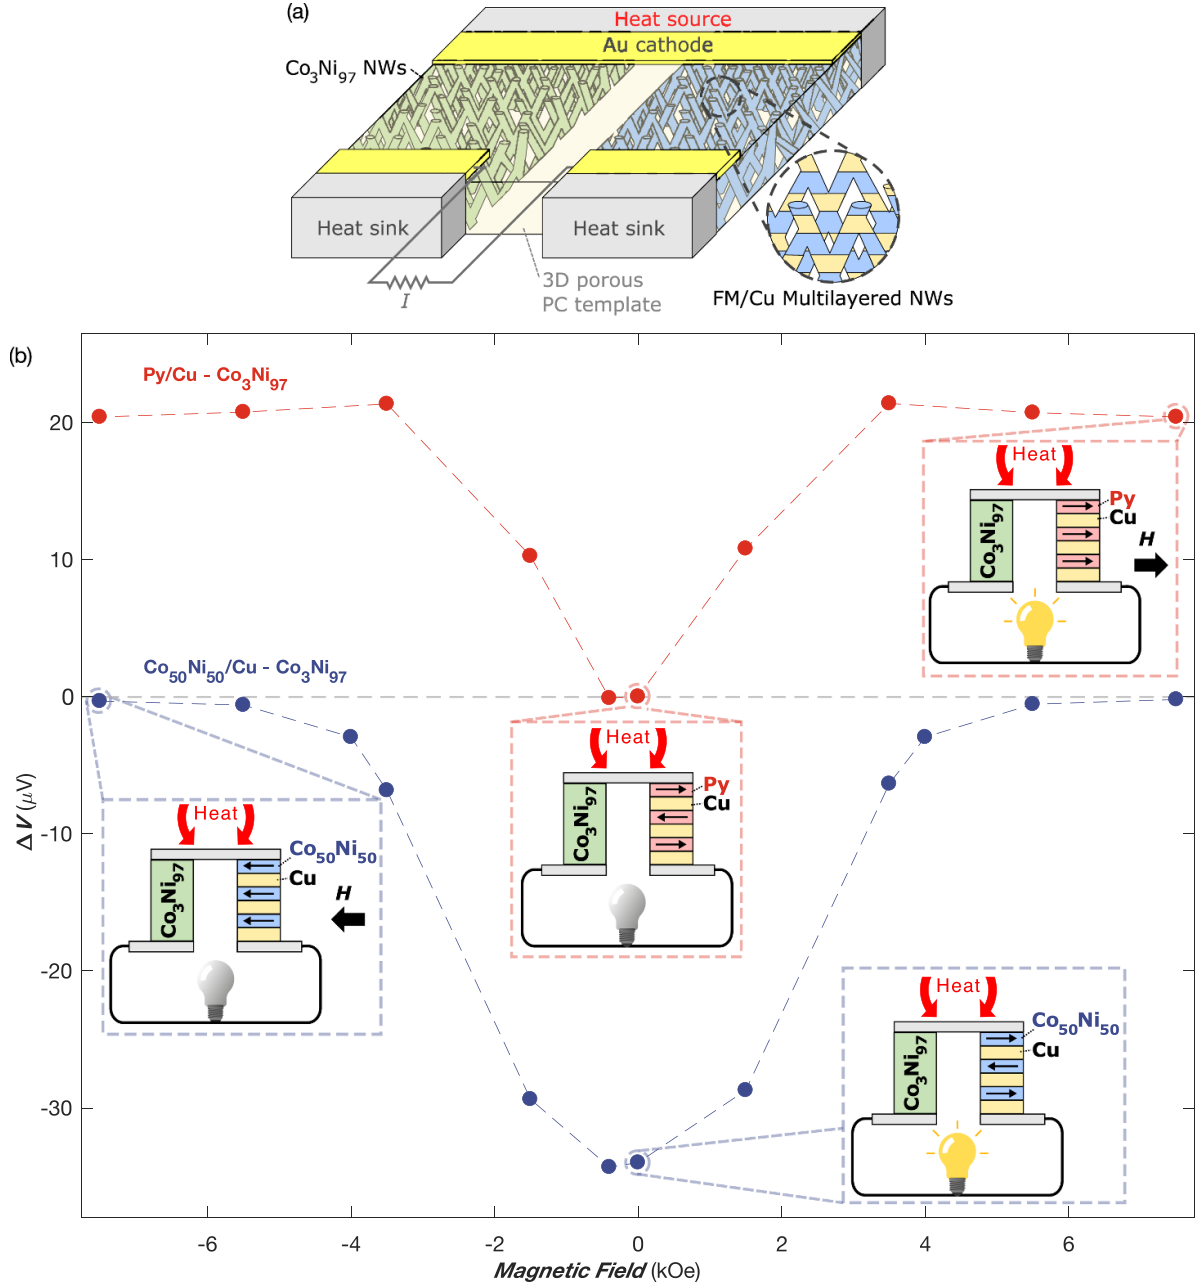 (a)
Heat source
Au cathode
Co3Ni97 NWs
Heat sink
Heat sink
I
3D porous
PC template
FM/Cu Multilayered NWs
(b)
Py/Cu - Co3Ni97
Heat
Co3Ni97
Py
Cu
H
Co50Ni50/Cu - Co3Ni97
Heat
Co3Ni97
Py
Cu
Heat
Co3Ni97
Co50Ni50
Cu
H
Heat
Co3Ni97
Co50Ni50
Cu
20
10
0
-10
-20
-30
ΔV (μV)
-6 -4 -2 0 2 4 6
Magnetic Field (kOe)